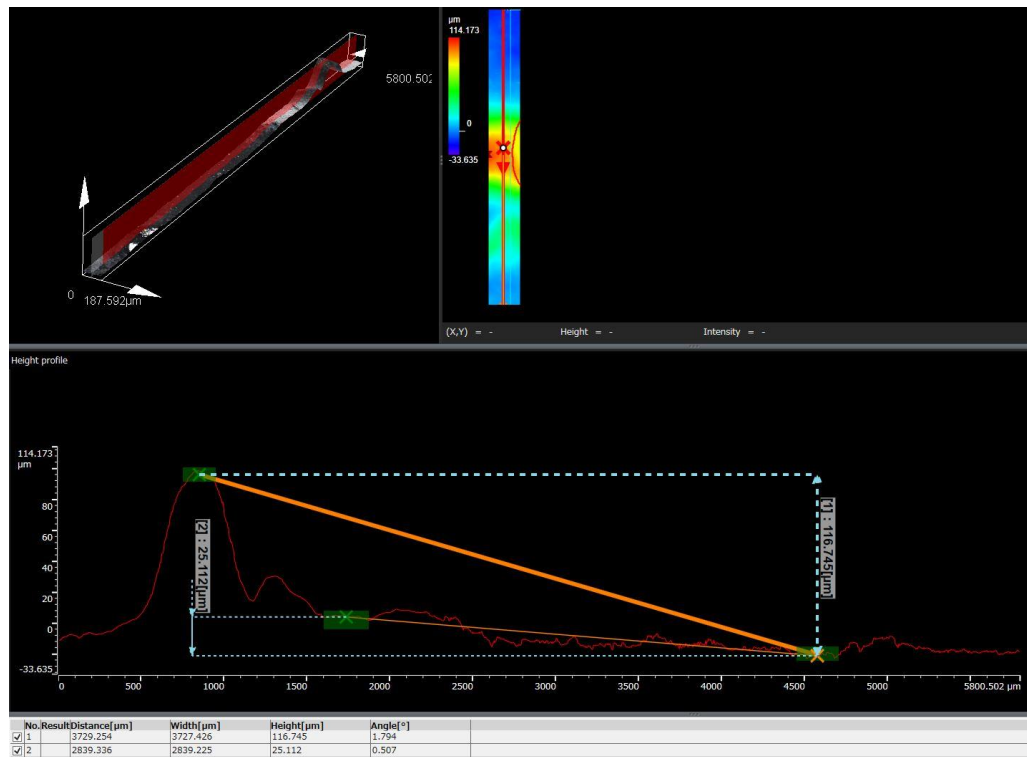 5800.502
0
187.592µm
µm
114.173
0
-33.635
(X,Y) = - Height = - Intensity = -
Height profile
114.173
µm
80
60
40
20
0
-33.635
[2] : 25.112[µm]
[1] : 116.745[µm]
0 500 1000 1500 2000 2500 3000 3500 4000 4500 5000 5800.502 µm
No. Result Distance[µm] Width[µm] Height[µm] Angle[°]
1 3729.254 3727.426 116.745 1.794
2 2839.336 2839.225 25.112 0.507